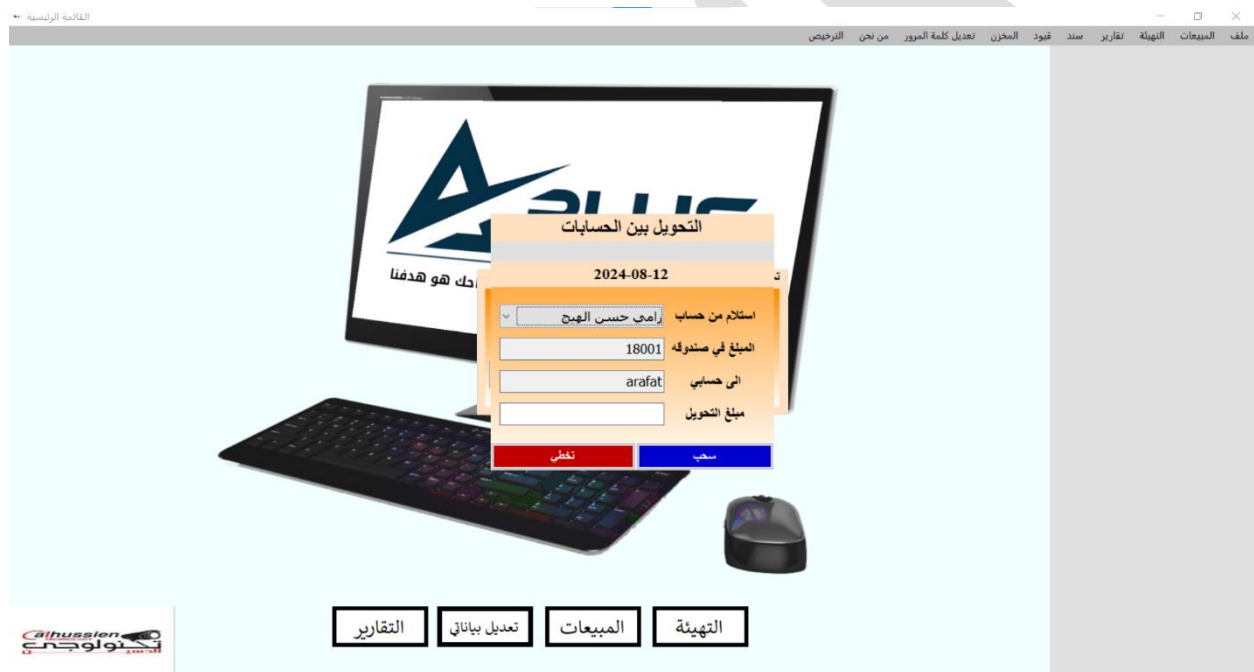 القائمة الرئيسية
ملف المبيعات التهيئة تقارير سند قيود المخزن تعديل كلمة المرور من نحن الترخيص
التحويل بين الحسابات
2024-08-12
احك هو هدفنا
استلام من حساب رامي حسن الهيج
المبلغ في صندوقه 18001
الى حسابي arafat
مبلغ التحويل
سحب تخطي
التهيئة المبيعات تعديل بياناتي التقارير
alhussien
تكنولوجي
الحسين